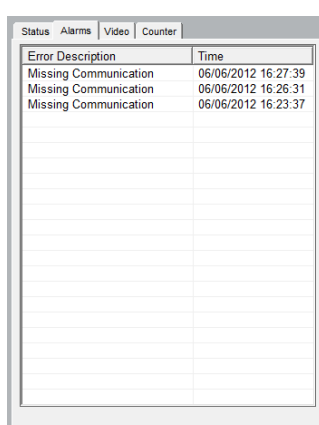 Status Alarms Video Counter
Error Description Time
Missing Communication 06/06/2012 16:27:39
Missing Communication 06/06/2012 16:26:31
Missing Communication 06/06/2012 16:23:37